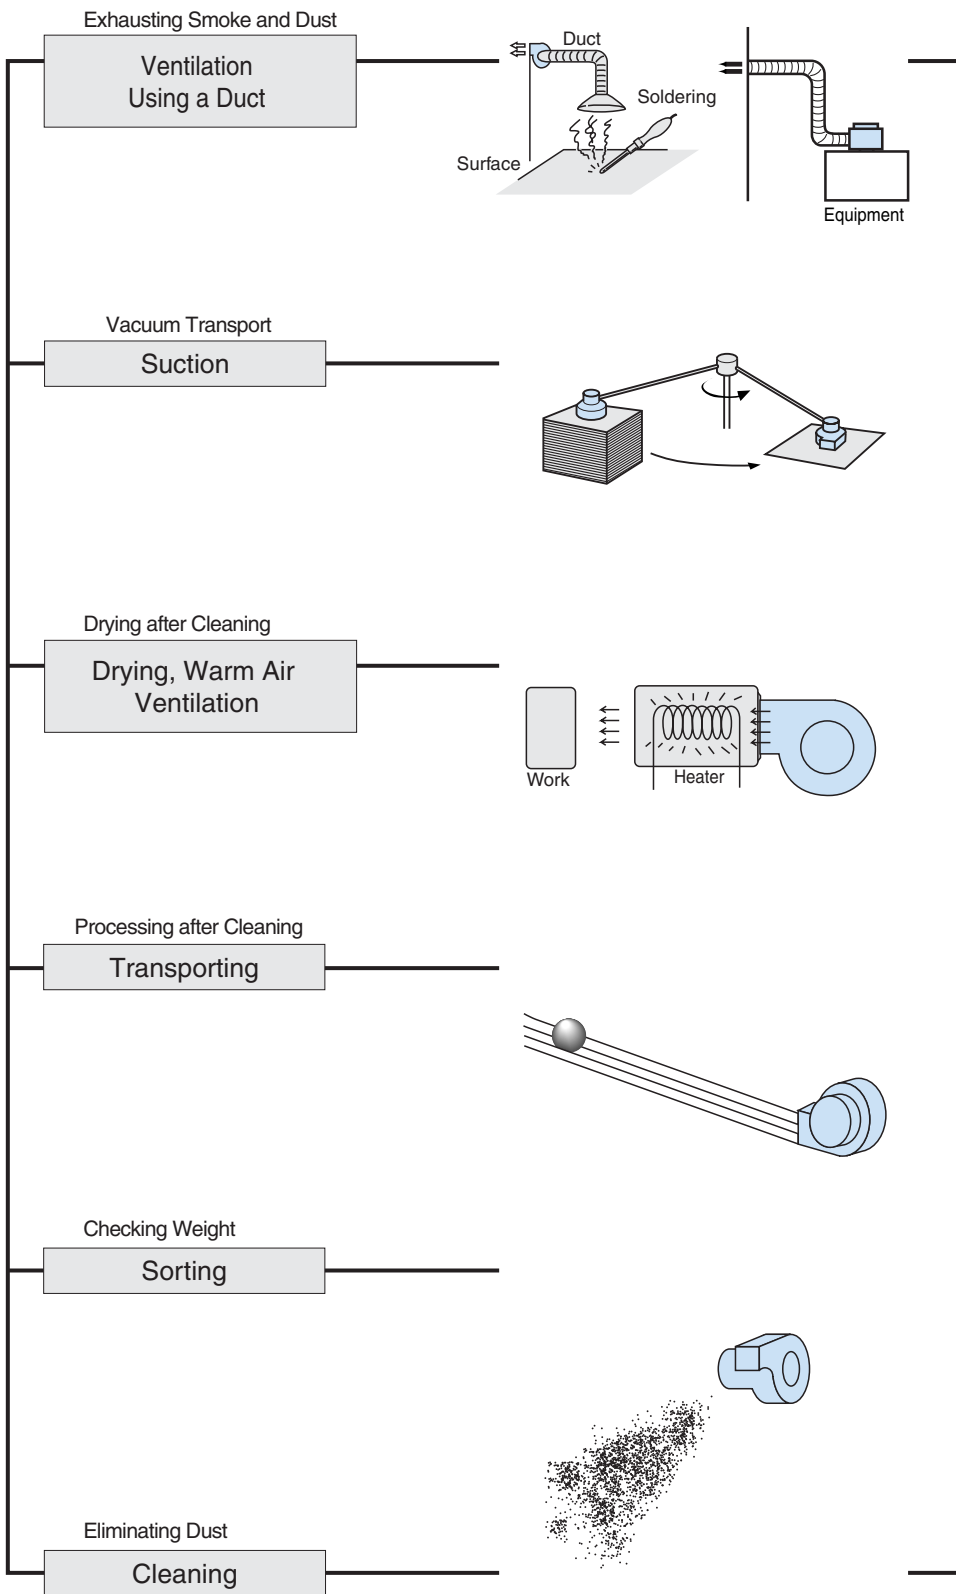 Exhausting Smoke and Dust
Ventilation
Using a Duct
Duct
Soldering
Surface
Equipment
Vacuum Transport
Suction
Drying after Cleaning
Drying, Warm Air
Ventilation
Work
Heater
Processing after Cleaning
Transporting
Checking Weight
Sorting
Eliminating Dust
Cleaning